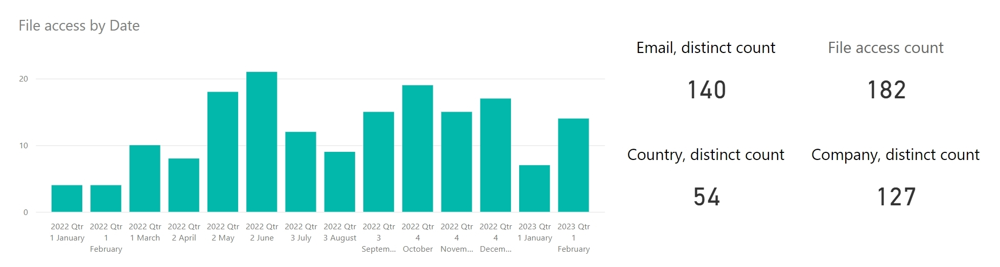 File access by Date
20
10
0
2022 Qtr
1 January
2022 Qtr
1
February
2022 Qtr
1 March
2022 Qtr
2 April
2022 Qtr
2 May
2022 Qtr
2 June
2022 Qtr
3 July
2022 Qtr
3 August
2022 Qtr
3
Septem...
2022 Qtr
4
October
2022 Qtr
4
Novem...
2022 Qtr
4
Decem...
2023 Qtr
1 January
2023 Qtr
1
February
Email, distinct count
140
File access count
182
Country, distinct count
54
Company, distinct count
127